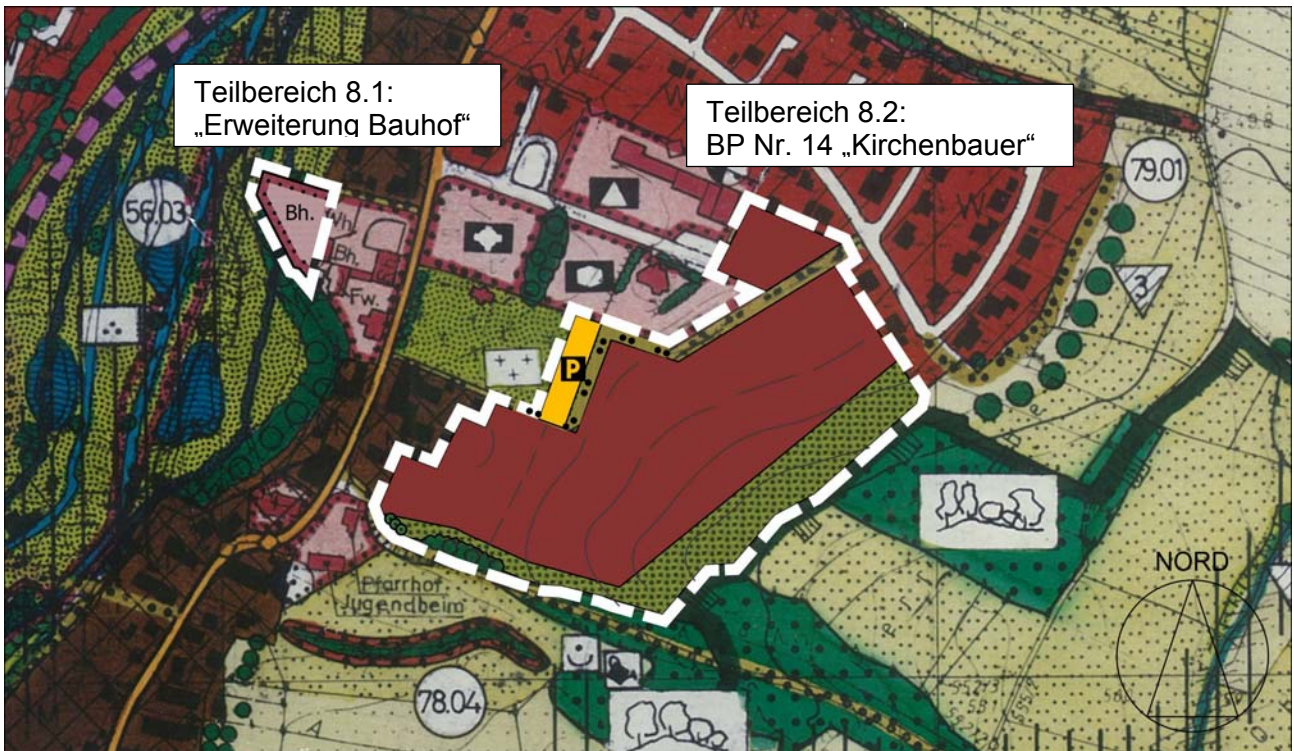 Teilbereich 8.1:
„Erweiterung Bauhof“
Teilbereich 8.2:
BP Nr. 14 „Kirchenbauer“
W
W
W
W
W
79.01
56.03
Bh.
Wh.
Bh.
Fw.
3
P
NORD
Pfarrhof
Jugendheim
78.04
A